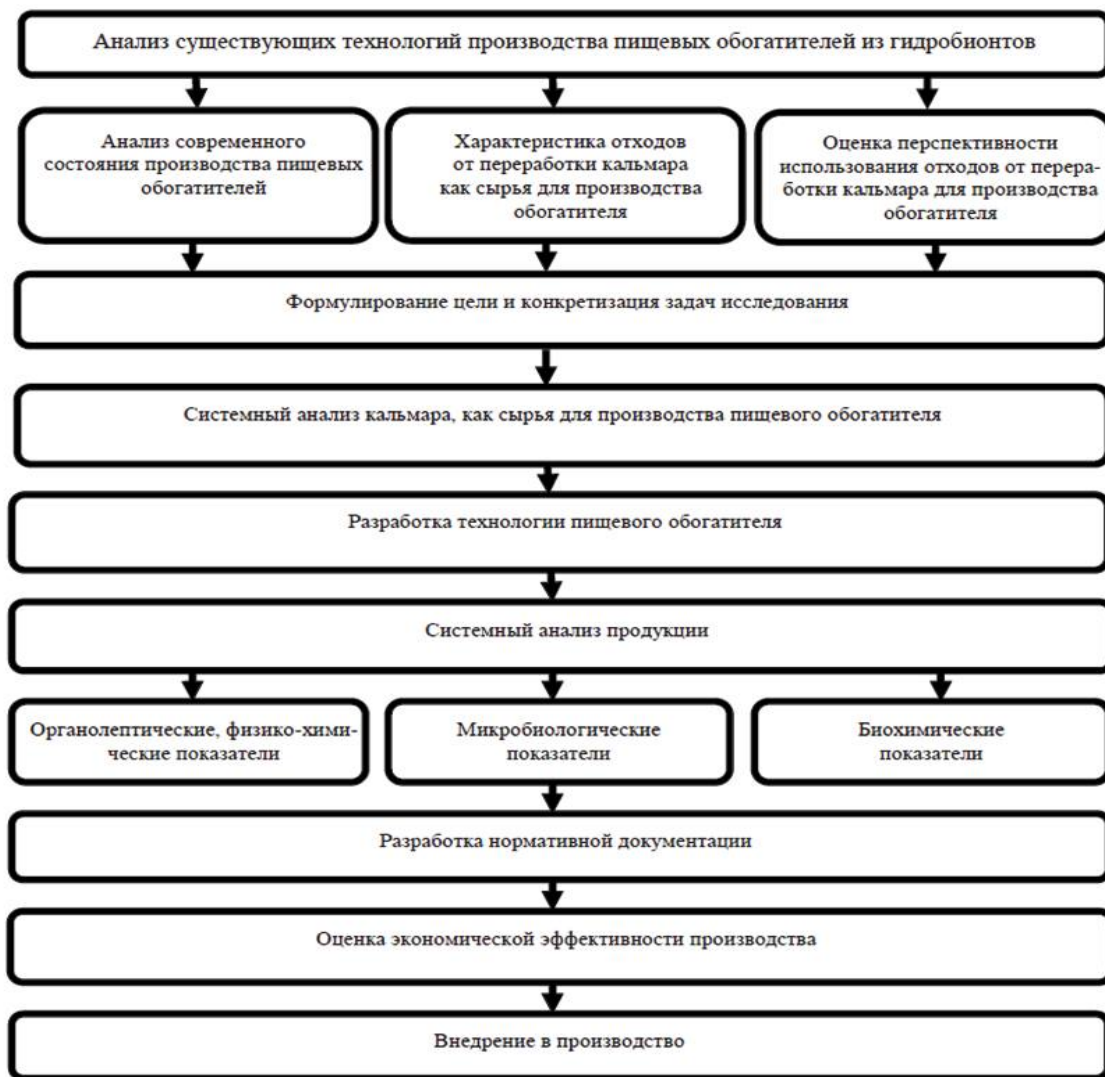 Анализ существующих технологий производства пищевых обогатителей из гидробионтов
Анализ современного
состояния производства пищевых
обогатителей
Характеристика отходов
от переработки кальмара
как сырья для производства
обогатителя
Оценка перспективности
использования отходов от перера-
ботки кальмара для производства
обогатителя
Формулирование цели и конкретизация задач исследования
Системный анализ кальмара, как сырья для производства пищевого обогатителя
Разработка технологии пищевого обогатителя
Системный анализ продукции
Органолептические, физико-хими-
ческие показатели
Микробиологические
показатели
Биохимические
показатели
Разработка нормативной документации
Оценка экономической эффективности производства
Внедрение в производство